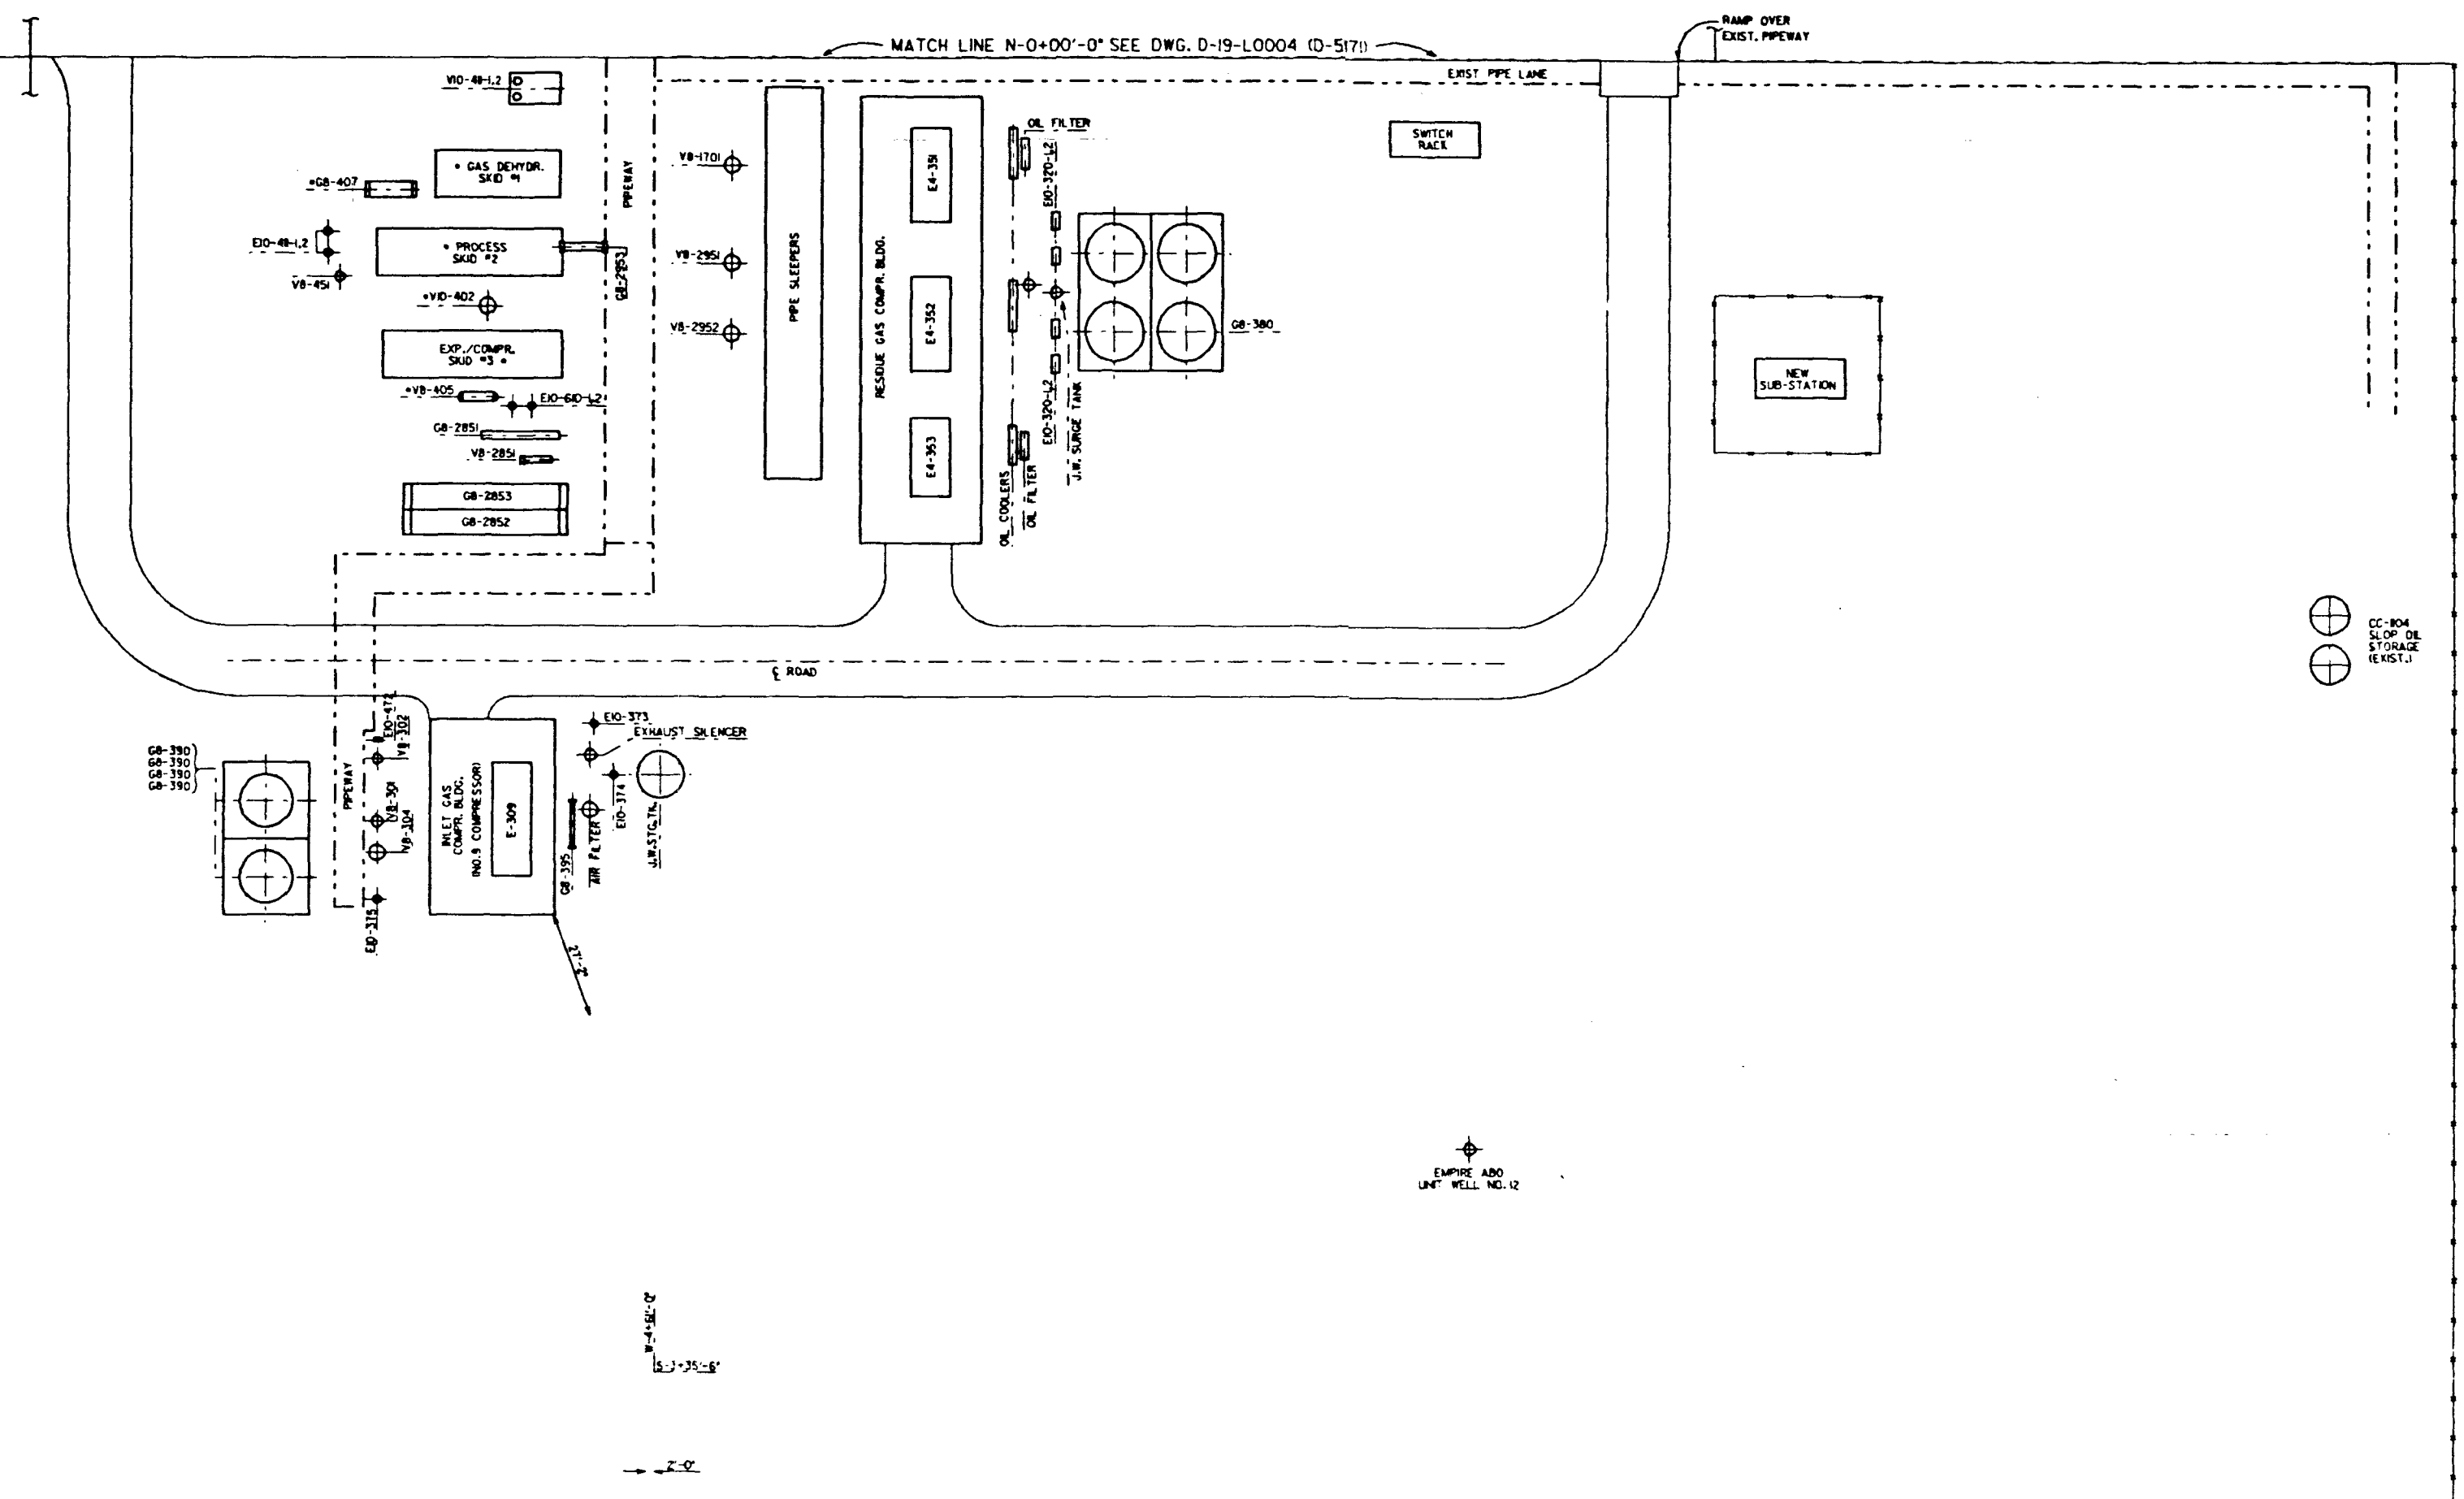 RAMP OVER
EXIST. PIPEWAY
MATCH LINE N-0+00'-0" SEE DWG. D-19-L0004 (D-5171)
EXIST PIPE LANE
V10-411-1,2
OIL FILTER
SWITCH
RACK
* GAS DEHYDR.
SKID #1
*G8-407
PIPEWAY
V8-1701
E4-351
E10-320-1,2
E10-411-1,2
* PROCESS
SKID #2
G8-2953
V8-2951
V8-451
*V10-402
V8-2952
PIPE SLEEPERS
RESIDUE GAS COMPR. BLDG.
E4-352
G8-380
EXP./COMPR.
SKID #3 *
*V8-405
E10-610-1,2
E10-320-1,2
J.W. SURGE TANK
NEW
SUB-STATION
G8-2851
V8-2851
E4-353
G8-2853
G8-2852
OIL COOLERS
OIL FILTER
CC-1104
SLOP OIL
STORAGE
(EXIST.)
℄ ROAD
E10-472
V8-302
E10-373
EXHAUST SILENCER
G8-390
G8-390
G8-390
G8-390
PIPEWAY
V8-301
V8-304
INLET GAS
COMPR. BLDG.
(NO.9 COMPRESSOR)
E-309
G8-395
AIR FILTER
E10-374
J.W.STG.TK.
E10-375
EMPIRE ABO
UNIT WELL NO. 12
W-4+61'-0"
S-3+35'-6"
2'-0"